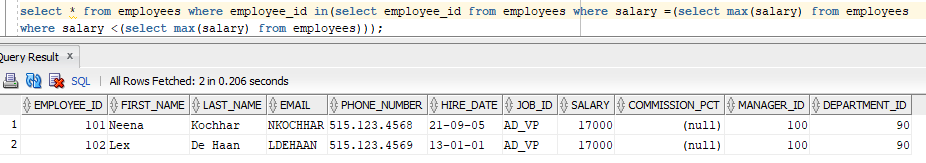 select * from employees where employee_id in(select employee_id from employees where salary =(select max(salary) from employees
where salary <(select max(salary) from employees)));
Query Result x
SQL | All Rows Fetched: 2 in 0.206 seconds
EMPLOYEE_ID FIRST_NAME LAST_NAME EMAIL PHONE_NUMBER HIRE_DATE JOB_ID SALARY COMMISSION_PCT MANAGER_ID DEPARTMENT_ID
1 101 Neena Kochhar NKOCHHAR 515.123.4568 21-09-05 AD_VP 17000 (null) 100 90
2 102 Lex De Haan LDEHAAN 515.123.4569 13-01-01 AD_VP 17000 (null) 100 90